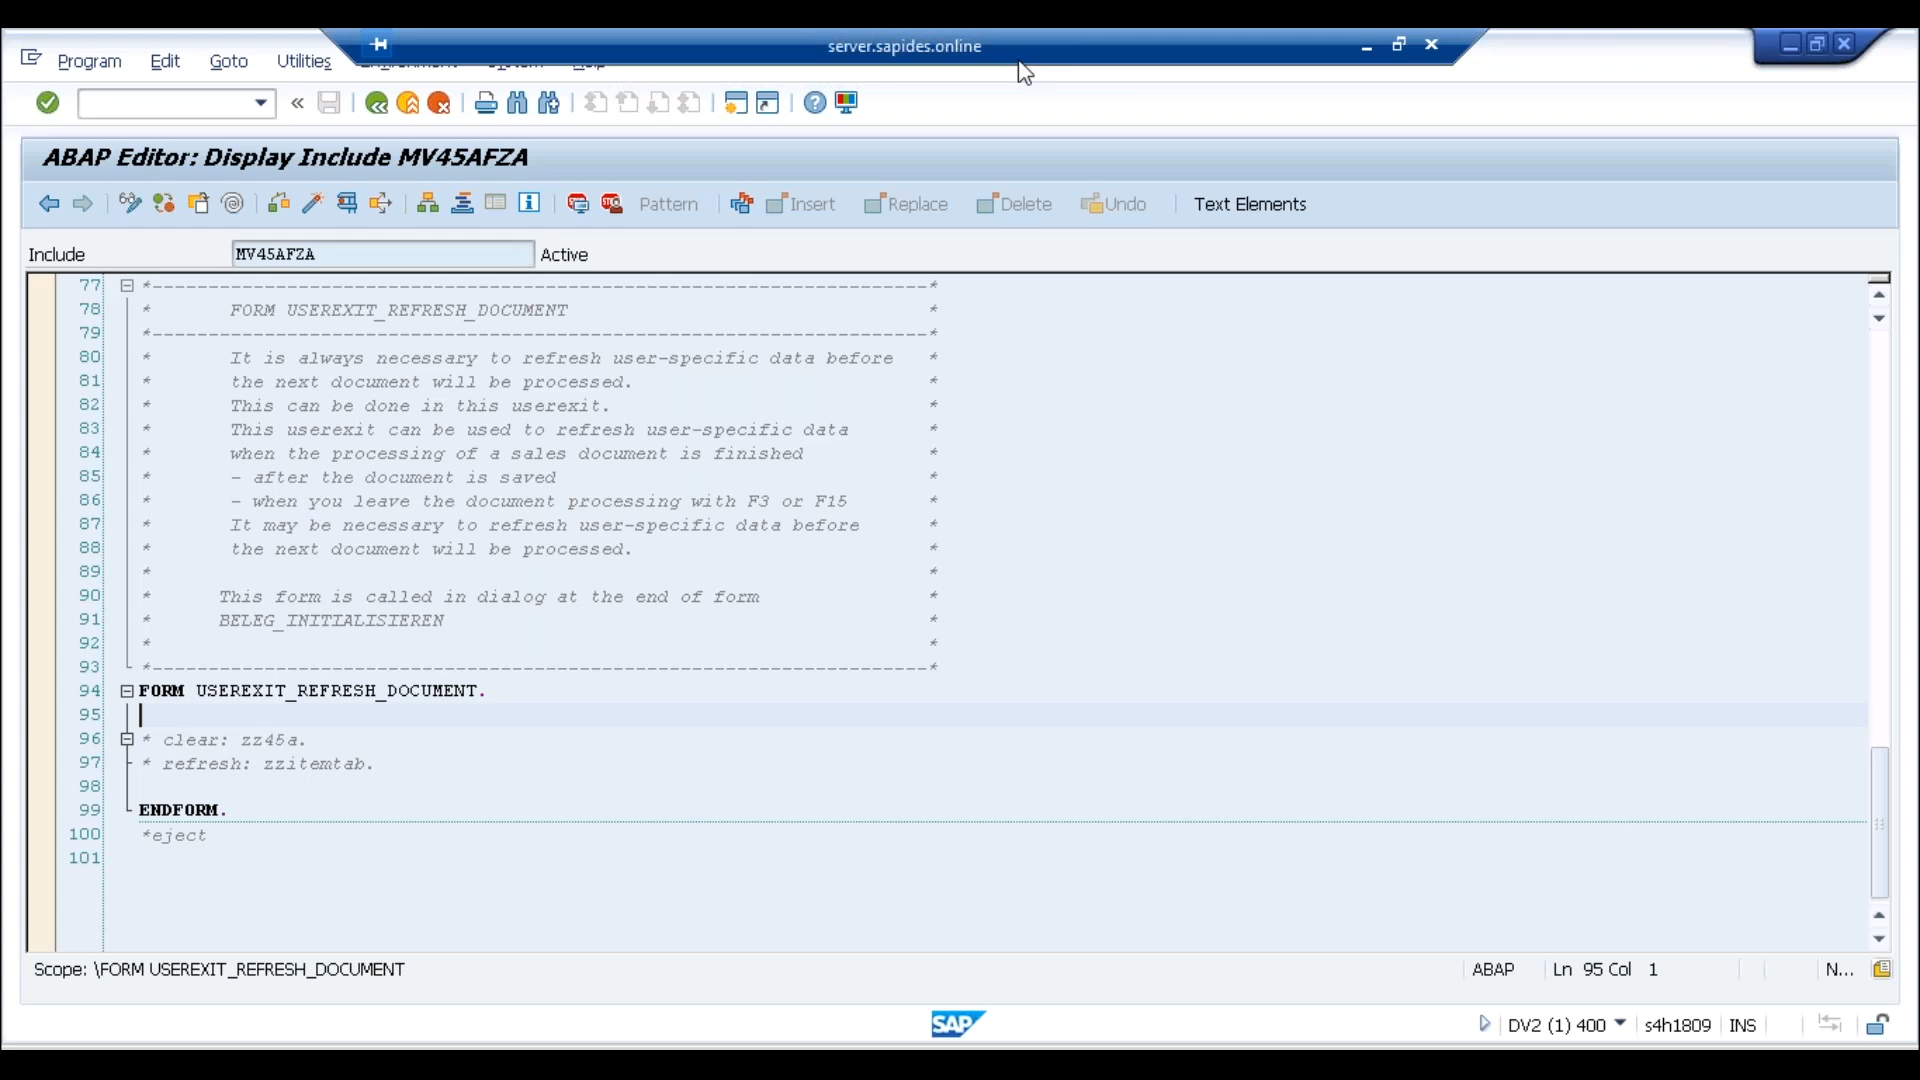 server.sapides.online
Program Edit Goto Utilities
ABAP Editor: Display Include MV45AFZA
Pattern Insert Replace Delete Undo Text Elements
Include MV45AFZA Active
77 *---------------------------------------------------------------------*
78 * FORM USEREXIT_REFRESH_DOCUMENT *
79 *---------------------------------------------------------------------*
80 * It is always necessary to refresh user-specific data before *
81 * the next document will be processed. *
82 * This can be done in this userexit. *
83 * This userexit can be used to refresh user-specific data *
84 * when the processing of a sales document is finished *
85 * - after the document is saved *
86 * - when you leave the document processing with F3 or F15 *
87 * It may be necessary to refresh user-specific data before *
88 * the next document will be processed. *
89 * *
90 * This form is called in dialog at the end of form *
91 * BELEG_INITIALISIEREN *
92 * *
93 *---------------------------------------------------------------------*
94 FORM USEREXIT_REFRESH_DOCUMENT.
95
96 * clear: zz45a.
97 * refresh: zzitemtab.
98
99 ENDFORM.
100 *eject
101
Scope: \FORM USEREXIT_REFRESH_DOCUMENT ABAP Ln 95 Col 1 N...
SAP DV2 (1) 400 s4h1809 INS